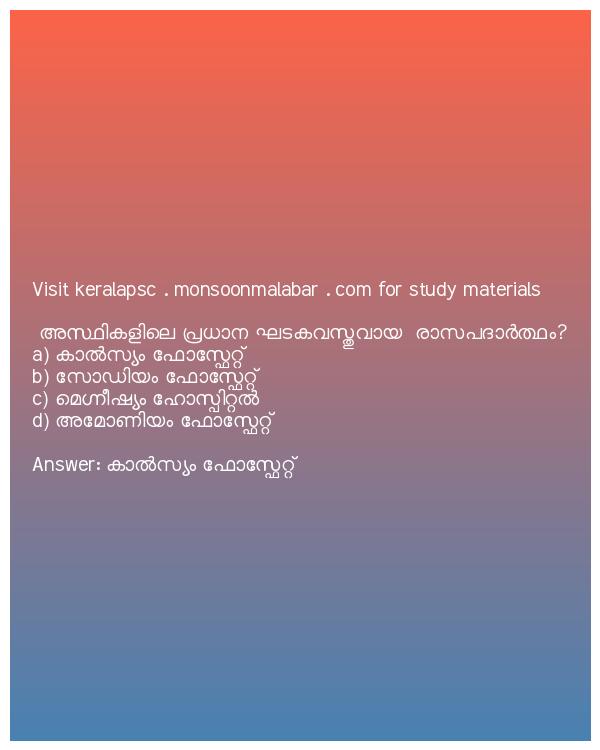 Visit keralapsc . monsoonmalabar . com for study materials
അസ്ഥികളിലെ പ്രധാന ഘടകവസ്തുവായ രാസപദാർത്ഥം?
a) കാൽസ്യം ഫോസ്ഫേറ്റ്
b) സോഡിയം ഫോസ്ഫേറ്റ്
c) മെഗ്നീഷ്യം ഹോസ്പിറ്റൽ
d) അമോണിയം ഫോസ്ഫേറ്റ്
Answer: കാൽസ്യം ഫോസ്ഫേറ്റ്